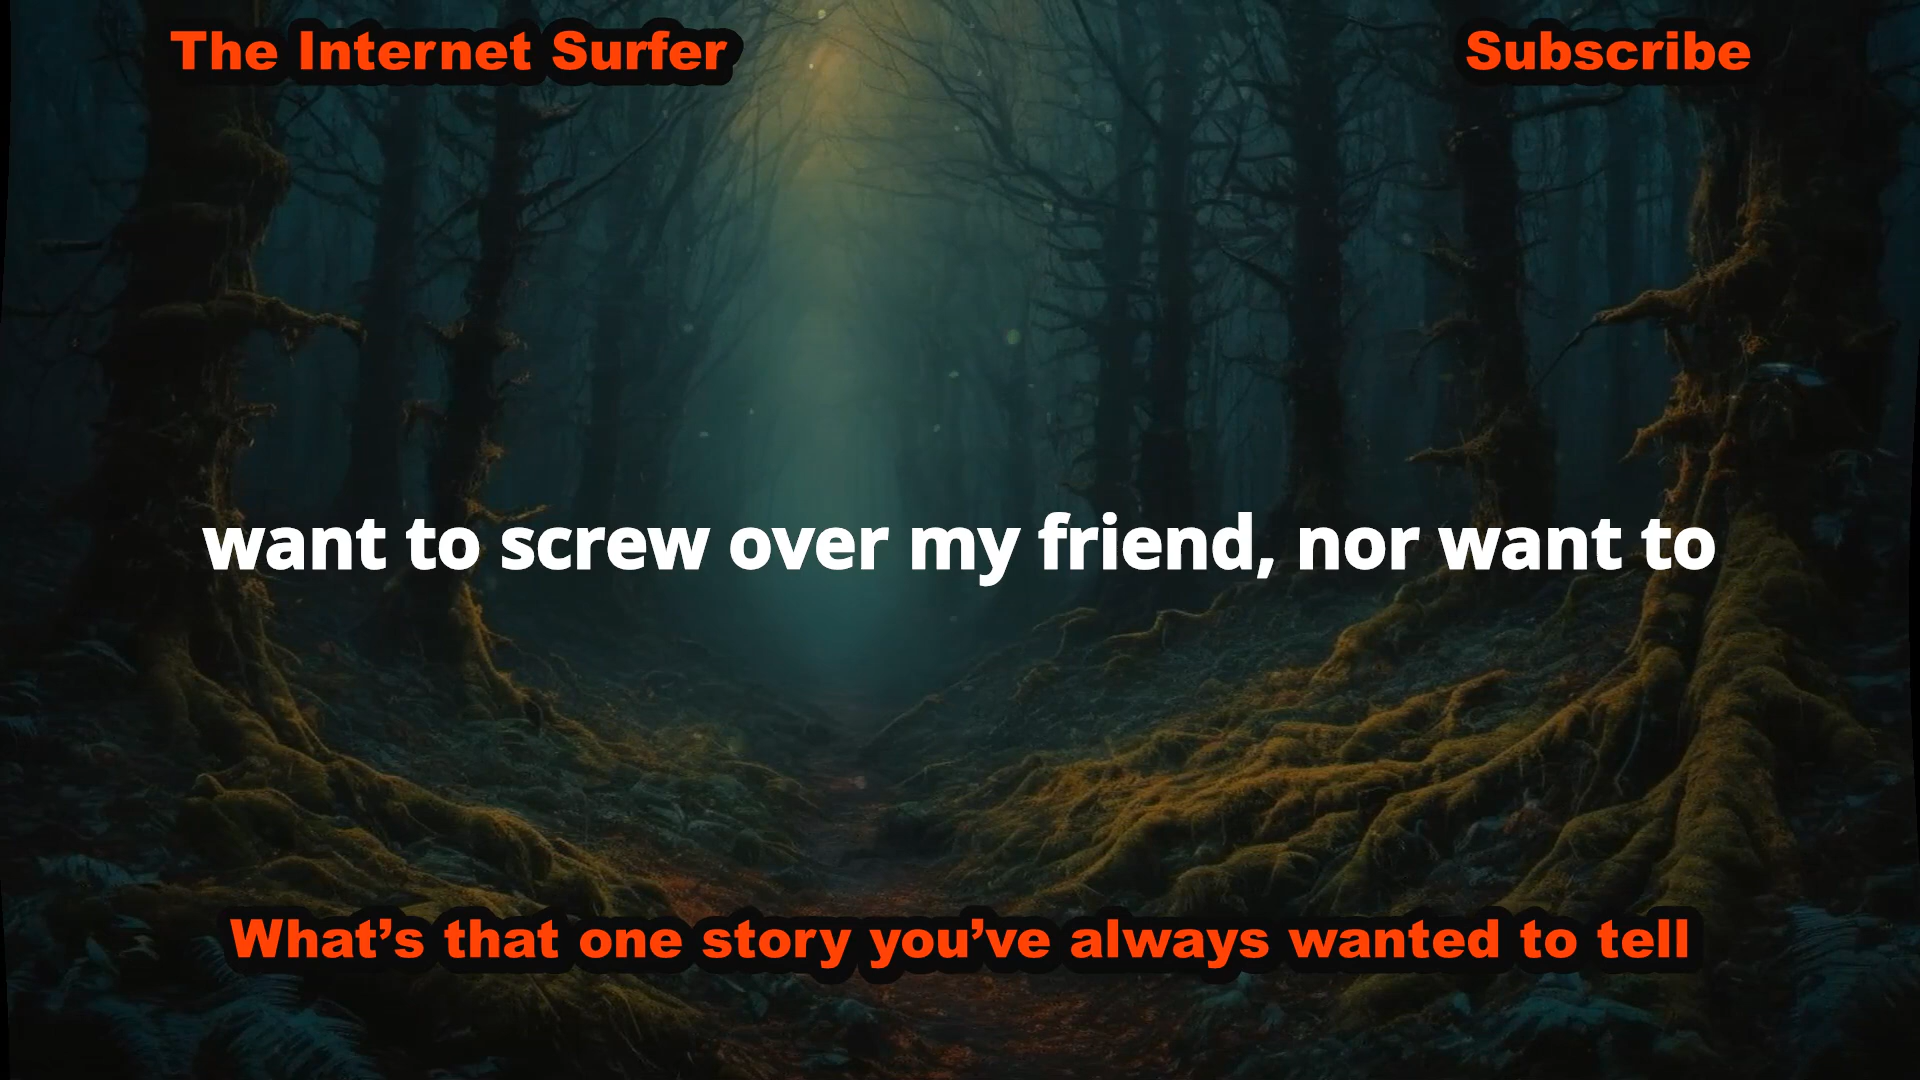 The Internet Surfer
Subscribe
want to screw over my friend, nor want to
What’s that one story you’ve always wanted to tell